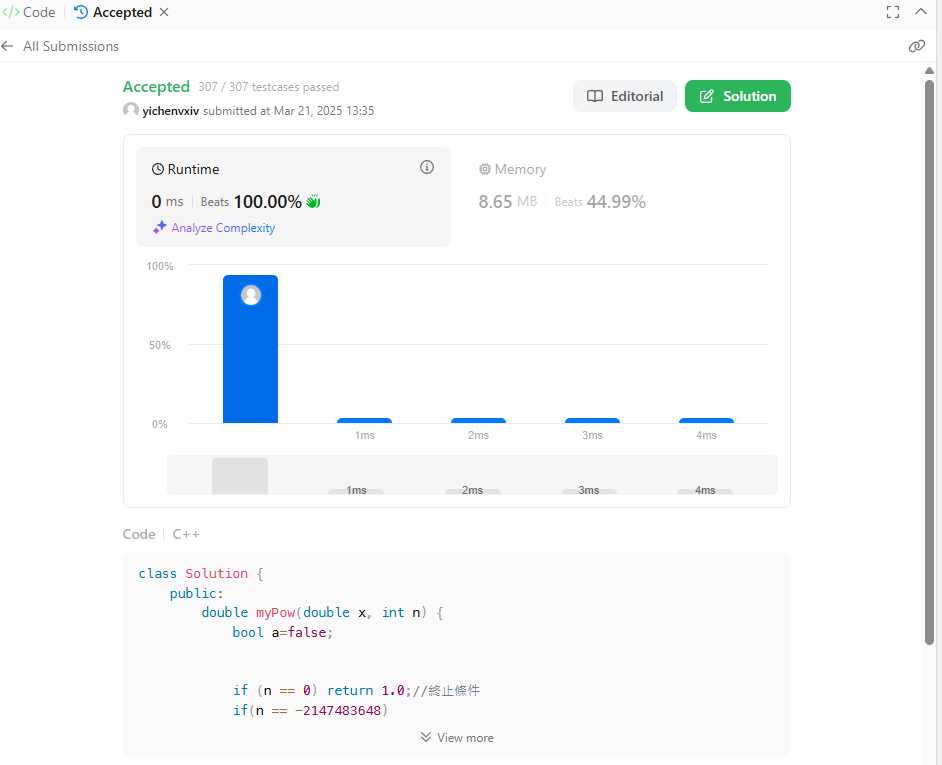 </> Code | Accepted ×
← All Submissions
Accepted 307 / 307 testcases passed
yichenvxiv submitted at Mar 21, 2025 13:35
Editorial
Solution
Runtime
0 ms | Beats 100.00%
Analyze Complexity
Memory
8.65 MB | Beats 44.99%
100%
50%
0%
1ms 2ms 3ms 4ms
1ms 2ms 3ms 4ms
Code | C++
class Solution {
    public:
        double myPow(double x, int n) {
            bool a=false;
            if (n == 0) return 1.0;//終止條件
            if(n == -2147483648)
View more